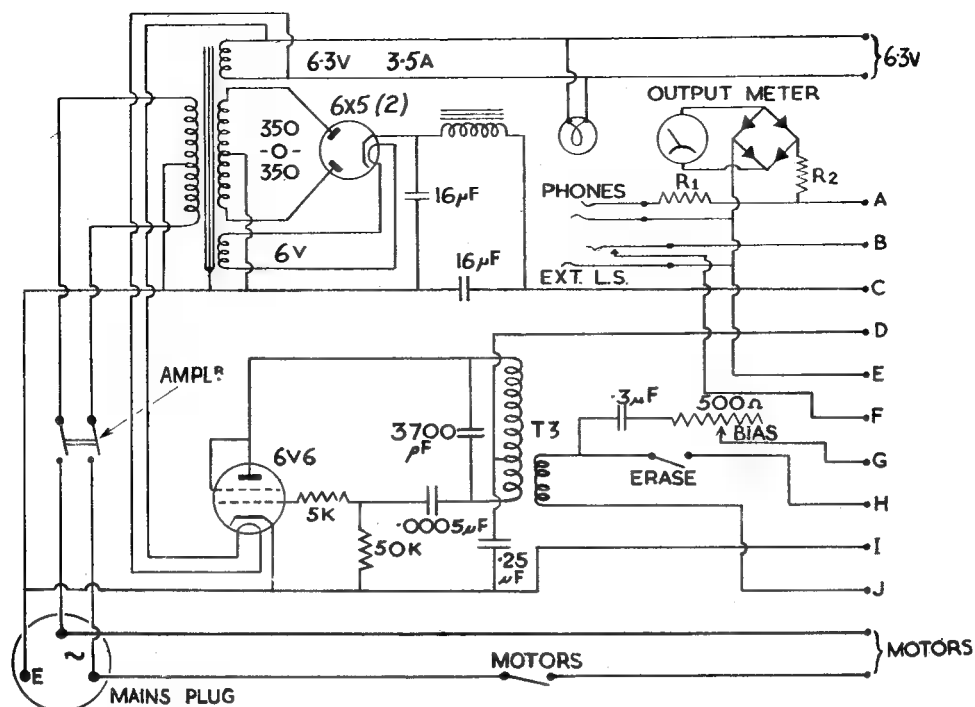 6·3V 3·5A
6·3V
OUTPUT METER
6X5 (2)
350
-0-
350
R2
R1
PHONES
A
16µF
B
6V
16µF
EXT. L.S.
C
D
AMPLR
E
·3µF
500Ω
F
3700
pF
T3
BIAS
G
6V6
ERASE
5K
·0005µF
H
50K
·25
µF
I
J
~
MOTORS
E
MOTORS
MAINS PLUG